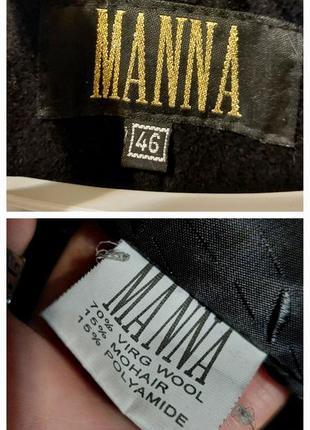 MANNA
46
MANNA
70% VIRG WOOL
15% MOHAIR
15% POLYAMIDE